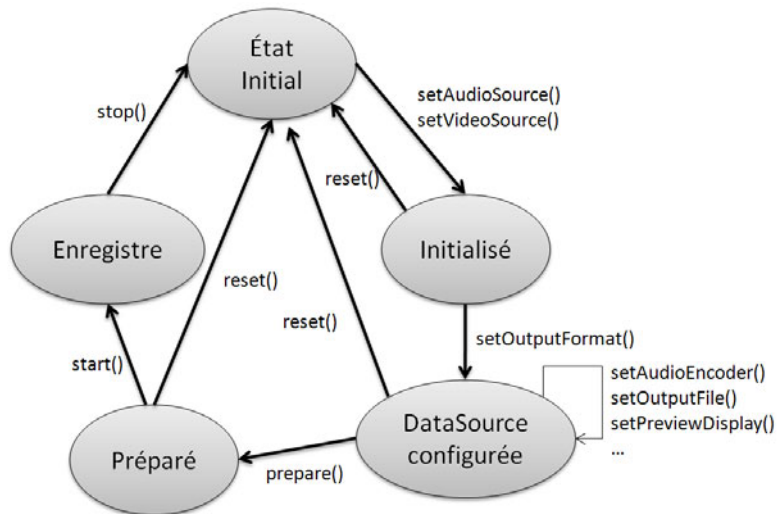 État
Initial
stop()
setAudioSource()
setVideoSource()
reset()
Enregistre
Initialisé
reset()
reset()
setOutputFormat()
start()
setAudioEncoder()
setOutputFile()
setPreviewDisplay()
...
DataSource
configurée
Préparé
prepare()